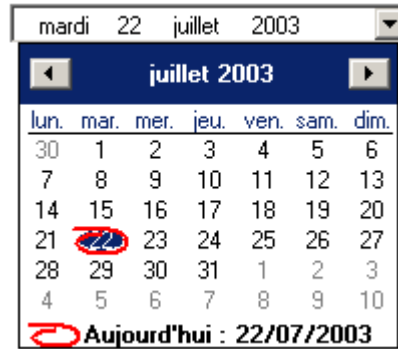 mardi 22 juillet 2003
juillet 2003
lun. mar. mer. jeu. ven. sam. dim.
30 1 2 3 4 5 6
7 8 9 10 11 12 13
14 15 16 17 18 19 20
21 22 23 24 25 26 27
28 29 30 31 1 2 3
4 5 6 7 8 9 10
Aujourd'hui : 22/07/2003